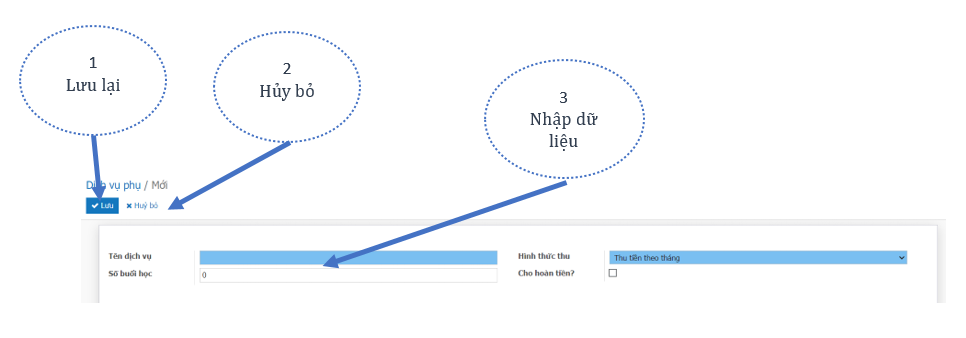 1
Lưu lại
2
Hủy bỏ
3
Nhập dữ
liệu
Dịch vụ phụ / Mới
Lưu
Huỷ bỏ
Tên dịch vụ
Hình thức thu
Thu tiền theo tháng
Số buổi học
0
Cho hoàn tiền?